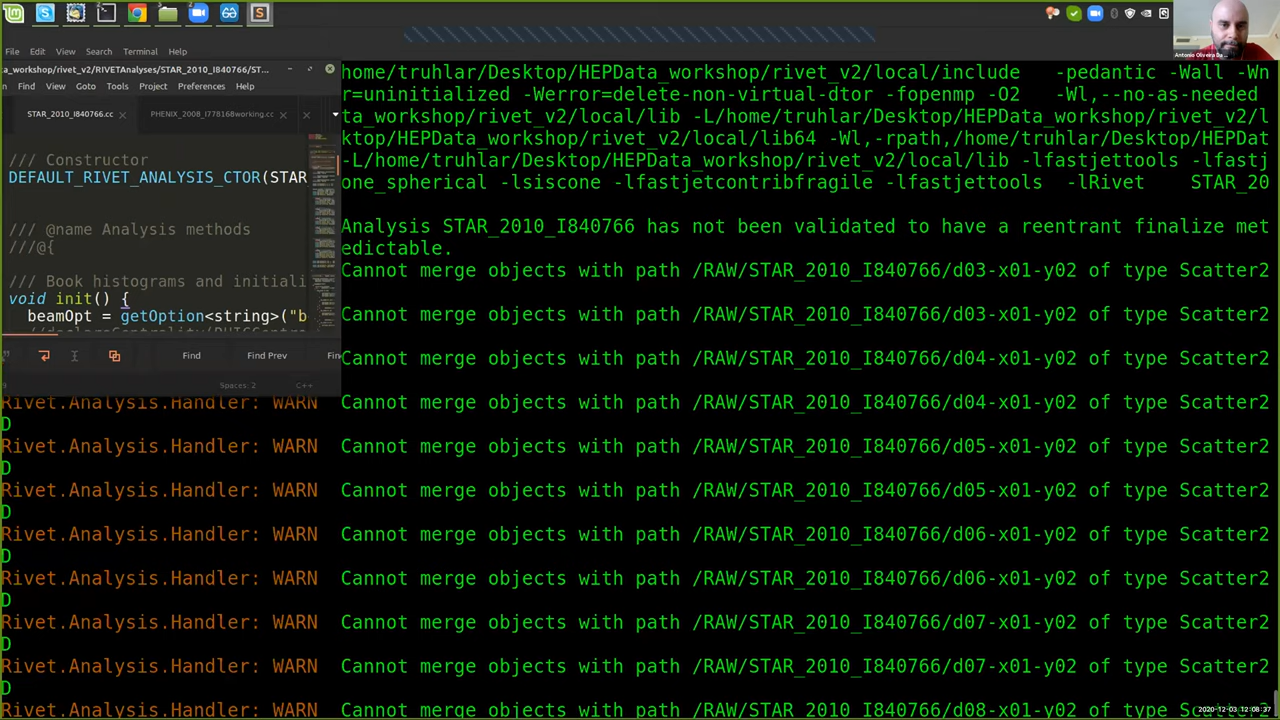 File Edit View Search Terminal Help
a_workshop/rivet_v2/RIVETAnalyses/STAR_2010_I840766/ST...
Find View Goto Tools Project Preferences Help
STAR_2010_I840766.cc
PHENIX_2008_I778168working.cc
/// Constructor
DEFAULT_RIVET_ANALYSIS_CTOR(STAR
/// @name Analysis methods
///@{
/// Book histograms and initiali
void init() {
beamOpt = getOption<string>("b
Find Find Prev
Spaces: 2 C++
Antonio Oliveira
home/truhlar/Desktop/HEPData_workshop/rivet_v2/local/include -pedantic -Wall -Wn
r=uninitialized -Werror=delete-non-virtual-dtor -fopenmp -O2 -Wl,--no-as-needed
ta_workshop/rivet_v2/local/lib -L/home/truhlar/Desktop/HEPData_workshop/rivet_v2/l
ktop/HEPData_workshop/rivet_v2/local/lib64 -Wl,-rpath,/home/truhlar/Desktop/HEPDat
-L/home/truhlar/Desktop/HEPData_workshop/rivet_v2/local/lib -lfastjettools -lfastj
one_spherical -lsiscone -lfastjetcontribfragile -lfastjettools -lRivet STAR_20
Analysis STAR_2010_I840766 has not been validated to have a reentrant finalize met
edictable.
Cannot merge objects with path /RAW/STAR_2010_I840766/d03-x01-y02 of type Scatter2
Cannot merge objects with path /RAW/STAR_2010_I840766/d03-x01-y02 of type Scatter2
Cannot merge objects with path /RAW/STAR_2010_I840766/d04-x01-y02 of type Scatter2
Rivet.Analysis.Handler: WARN Cannot merge objects with path /RAW/STAR_2010_I840766/d04-x01-y02 of type Scatter2
D
Rivet.Analysis.Handler: WARN Cannot merge objects with path /RAW/STAR_2010_I840766/d05-x01-y02 of type Scatter2
D
Rivet.Analysis.Handler: WARN Cannot merge objects with path /RAW/STAR_2010_I840766/d05-x01-y02 of type Scatter2
D
Rivet.Analysis.Handler: WARN Cannot merge objects with path /RAW/STAR_2010_I840766/d06-x01-y02 of type Scatter2
D
Rivet.Analysis.Handler: WARN Cannot merge objects with path /RAW/STAR_2010_I840766/d06-x01-y02 of type Scatter2
D
Rivet.Analysis.Handler: WARN Cannot merge objects with path /RAW/STAR_2010_I840766/d07-x01-y02 of type Scatter2
D
Rivet.Analysis.Handler: WARN Cannot merge objects with path /RAW/STAR_2010_I840766/d07-x01-y02 of type Scatter2
D
Rivet.Analysis.Handler: WARN Cannot merge objects with path /RAW/STAR_2010_I840766/d08-x01-y02 of type Scatter2
2020-12-03 12:08:37